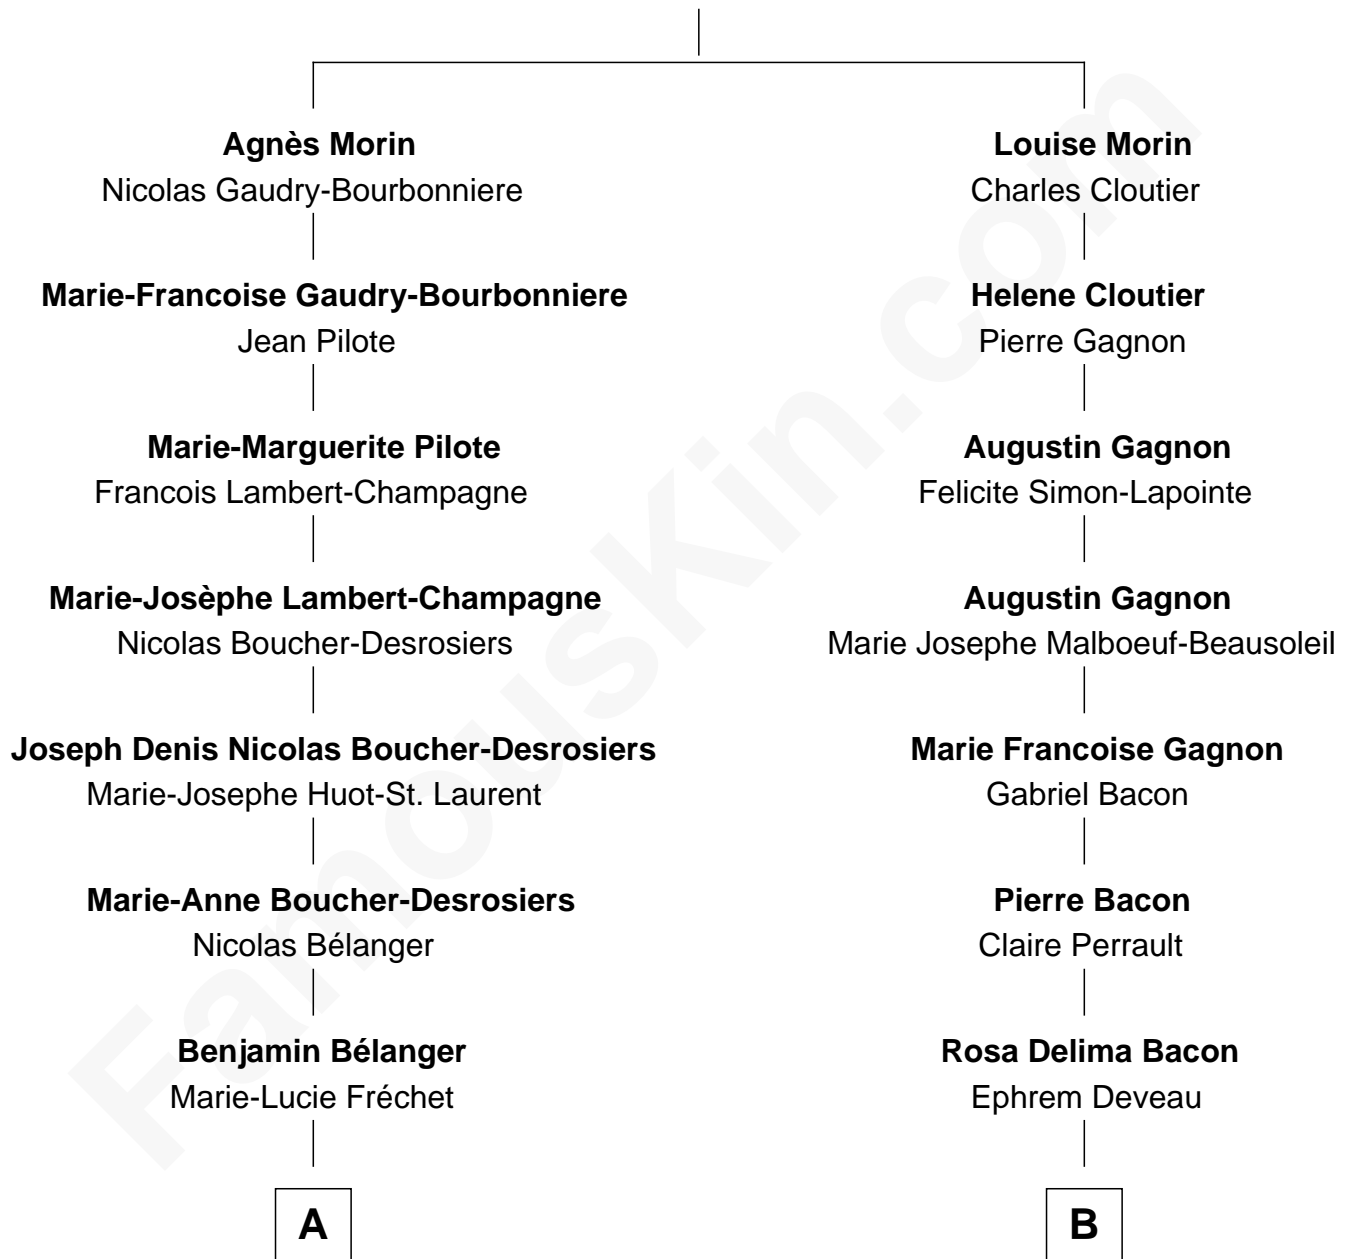 Agnès Morin
Nicolas Gaudry-Bourbonniere
Marie-Francoise Gaudry-Bourbonniere
Jean Pilote
Marie-Marguerite Pilote
Francois Lambert-Champagne
Marie-Josèphe Lambert-Champagne
Nicolas Boucher-Desrosiers
Joseph Denis Nicolas Boucher-Desrosiers
Marie-Josephe Huot-St. Laurent
Marie-Anne Boucher-Desrosiers
Nicolas Bélanger
Benjamin Bélanger
Marie-Lucie Fréchet
A
Louise Morin
Charles Cloutier
Helene Cloutier
Pierre Gagnon
Augustin Gagnon
Felicite Simon-Lapointe
Augustin Gagnon
Marie Josephe Malboeuf-Beausoleil
Marie Francoise Gagnon
Gabriel Bacon
Pierre Bacon
Claire Perrault
Rosa Delima Bacon
Ephrem Deveau
B
FamousKin.com